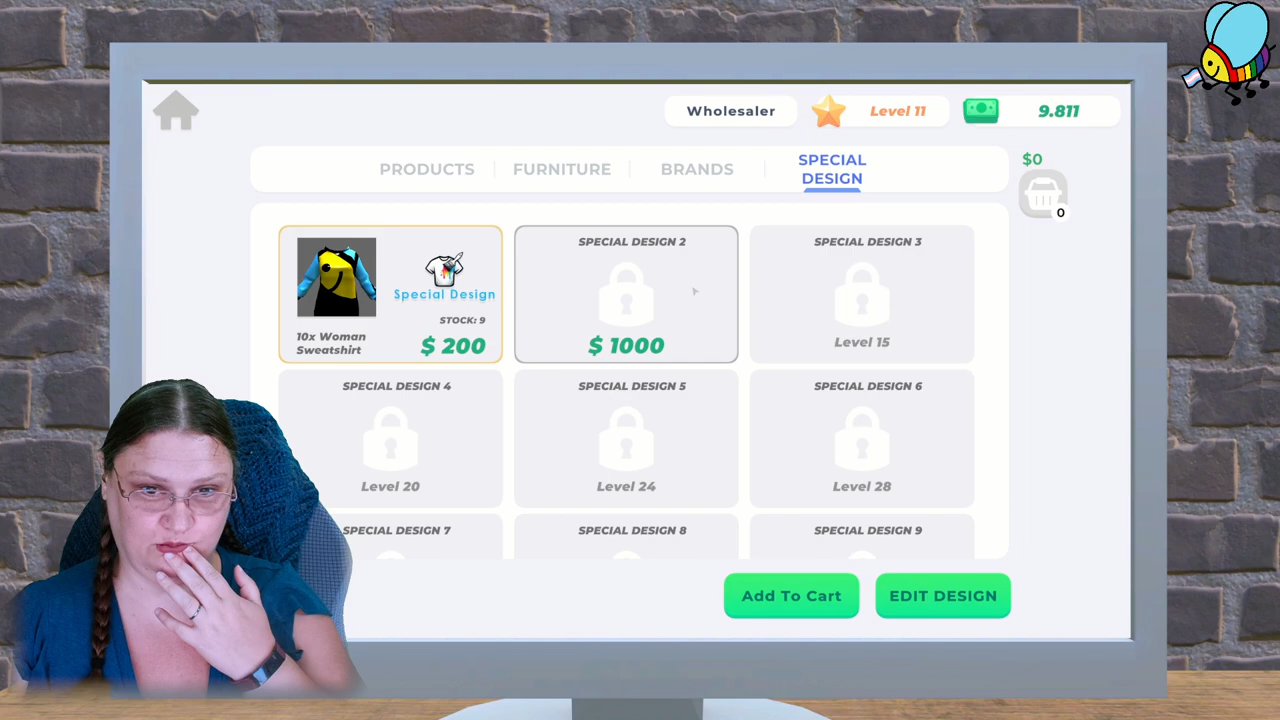 Wholesaler
Level 11
9.811
PRODUCTS
FURNITURE
BRANDS
SPECIAL
DESIGN
$0
0
Special Design
STOCK: 9
10x Woman
Sweatshirt
$ 200
SPECIAL DESIGN 2
$ 1000
SPECIAL DESIGN 3
Level 15
SPECIAL DESIGN 4
Level 20
SPECIAL DESIGN 5
Level 24
SPECIAL DESIGN 6
Level 28
SPECIAL DESIGN 7
SPECIAL DESIGN 8
SPECIAL DESIGN 9
Add To Cart
EDIT DESIGN